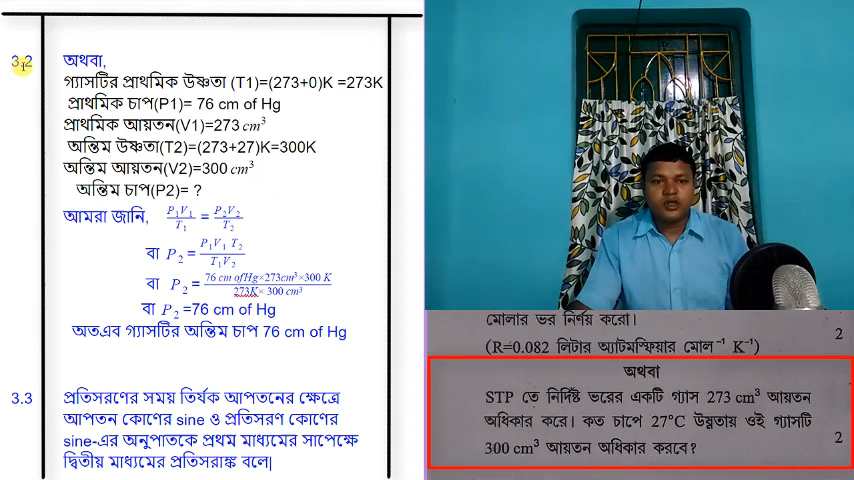 3.2 অথবা,
গ্যাসটির প্রাথমিক উষ্ণতা (T1)=(273+0)K =273K
প্রাথমিক চাপ(P1)= 76 cm of Hg
প্রাথমিক আয়তন(V1)=273 cm³
অন্তিম উষ্ণতা(T2)=(273+27)K=300K
অন্তিম আয়তন(V2)=300 cm³
অন্তিম চাপ(P2)= ?
আমরা জানি, P₁V₁/T₁ = P₂V₂/T₂
বা P₂ = P₁V₁ T₂/T₁V₂
বা P₂ = 76 cm ofHg×273cm³×300 K/273K× 300 cm³
বা P₂ =76 cm of Hg
অতএব গ্যাসটির অন্তিম চাপ 76 cm of Hg
3.3 প্রতিসরণের সময় তির্যক আপতনের ক্ষেত্রে
আপতন কোণের sine ও প্রতিসরণ কোণের
sine-এর অনুপাতকে প্রথম মাধ্যমের সাপেক্ষে
দ্বিতীয় মাধ্যমের প্রতিসরাঙ্ক বলে|
মোলার ভর নির্ণয় করো।
(R=0.082 লিটার অ্যাটমস্ফিয়ার মোল⁻¹ K⁻¹) 2
অথবা
STP তে নির্দিষ্ট ভরের একটি গ্যাস 273 cm³ আয়তন
অধিকার করে। কত চাপে 27°C উষ্ণতায় ওই গ্যাসটি
300 cm³ আয়তন অধিকার করবে? 2